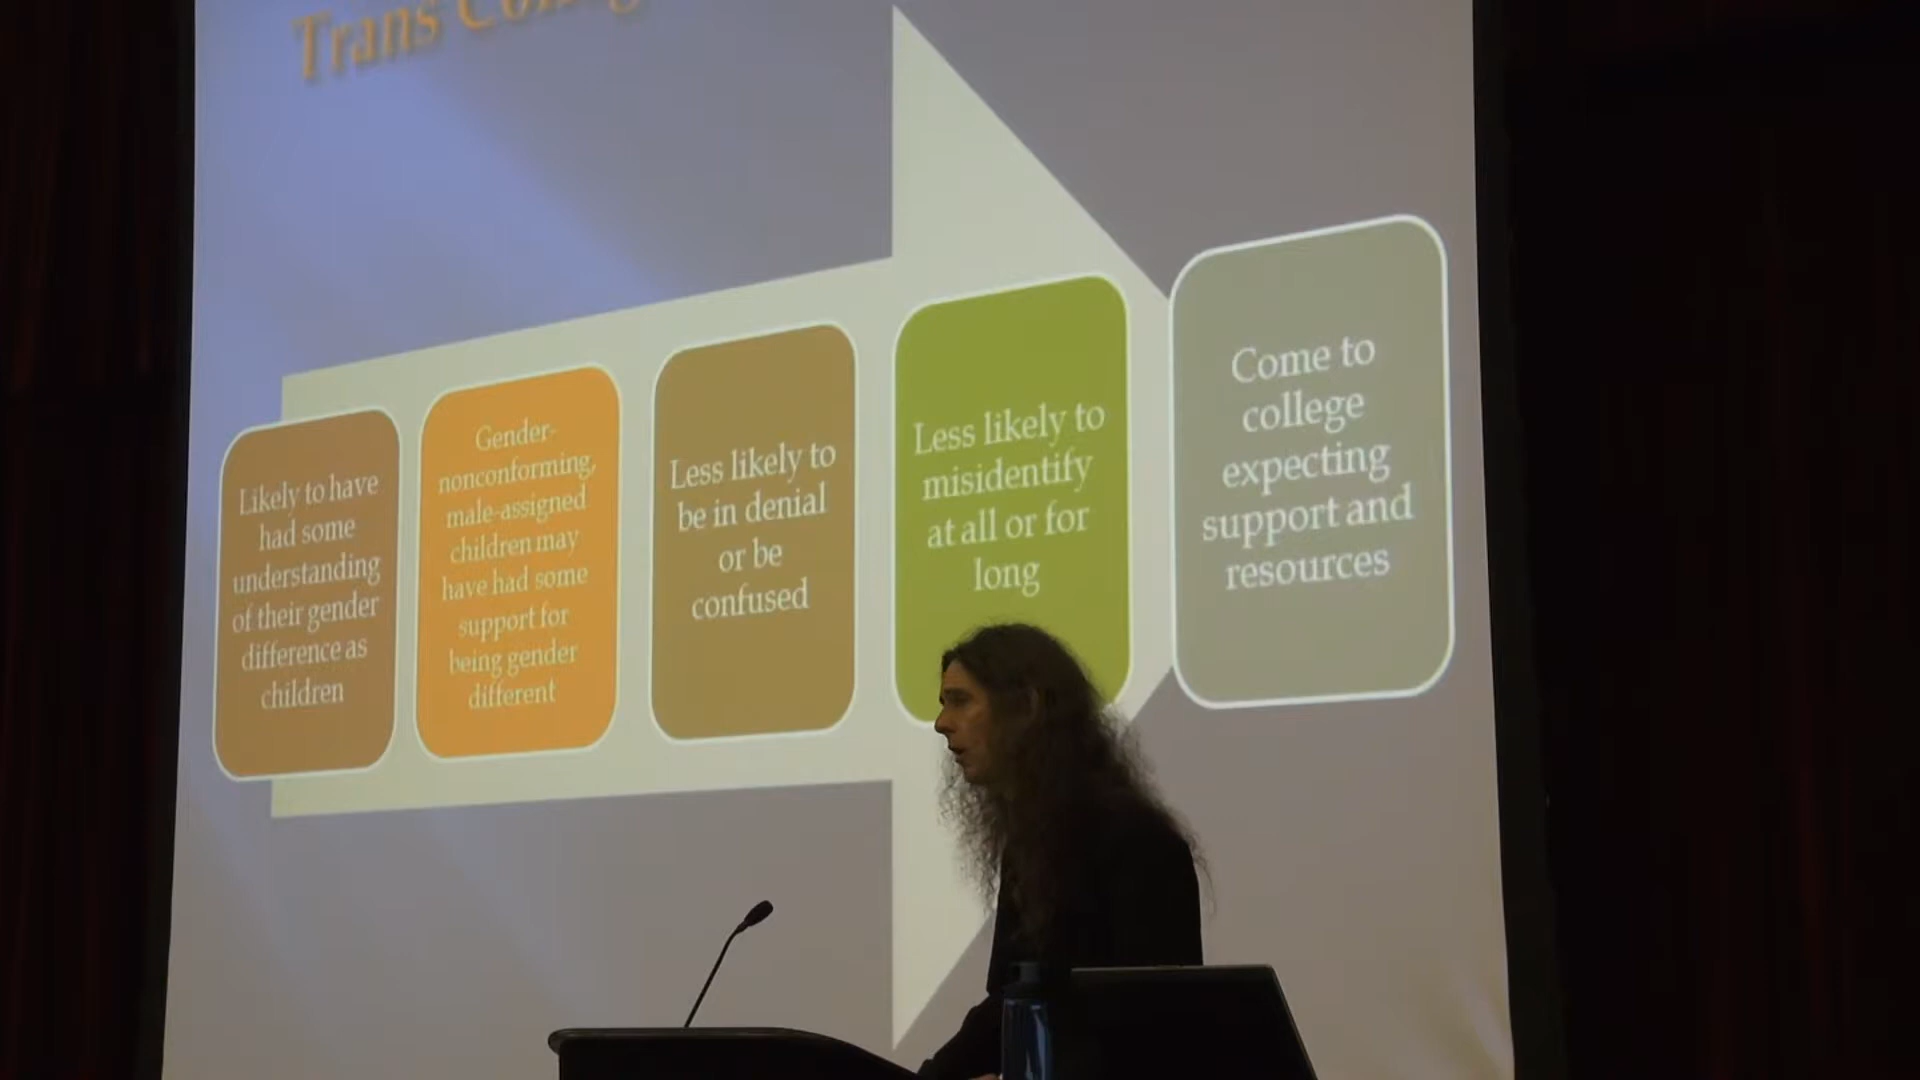 Trans
Likely to have
had some
understanding
of their gender
difference as
children
Gender-
nonconforming,
male-assigned
children may
have had some
support for
being gender
different
Less likely to
be in denial
or be
confused
Less likely to
misidentify
at all or for
long
Come to
college
expecting
support and
resources